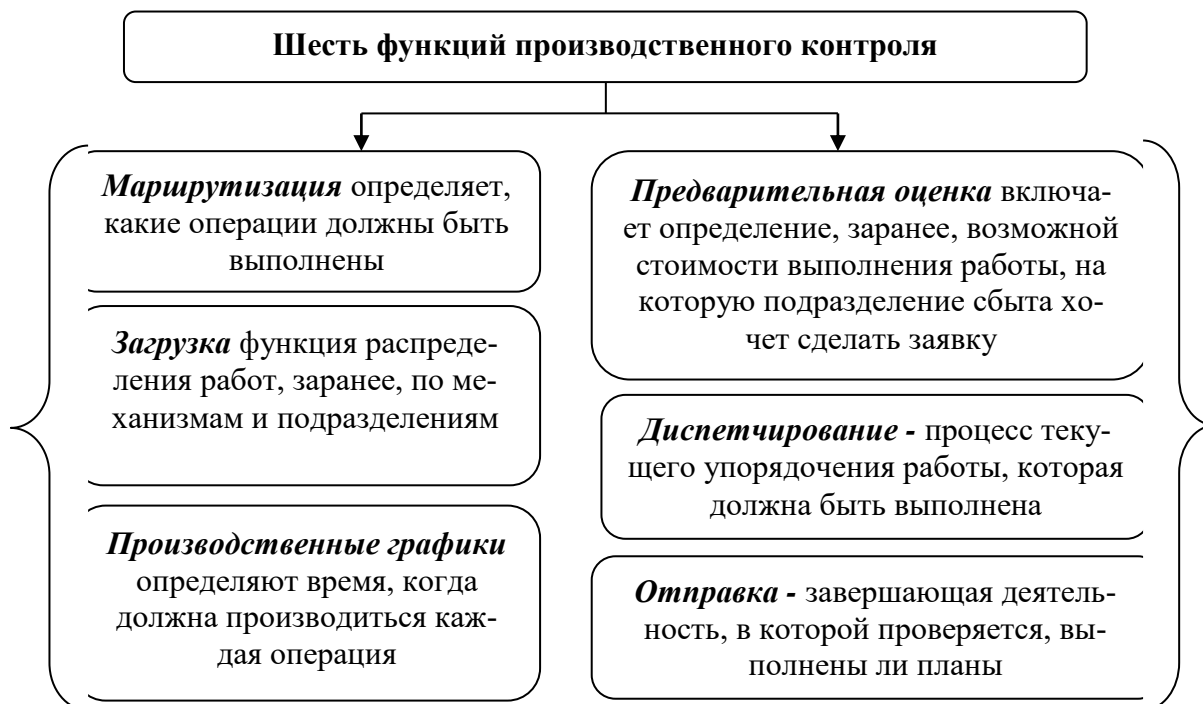 Шесть функций производственного контроля
Маршрутизация определяет,
какие операции должны быть
выполнены
Загрузка функция распреде-
ления работ, заранее, по ме-
ханизмам и подразделениям
Производственные графики
определяют время, когда
должна производиться каж-
дая операция
Предварительная оценка включа-
ет определение, заранее, возможной
стоимости выполнения работы, на
которую подразделение сбыта хо-
чет сделать заявку
Диспетчирование - процесс теку-
щего упорядочения работы, которая
должна быть выполнена
Отправка - завершающая деятель-
ность, в которой проверяется, вы-
полнены ли планы